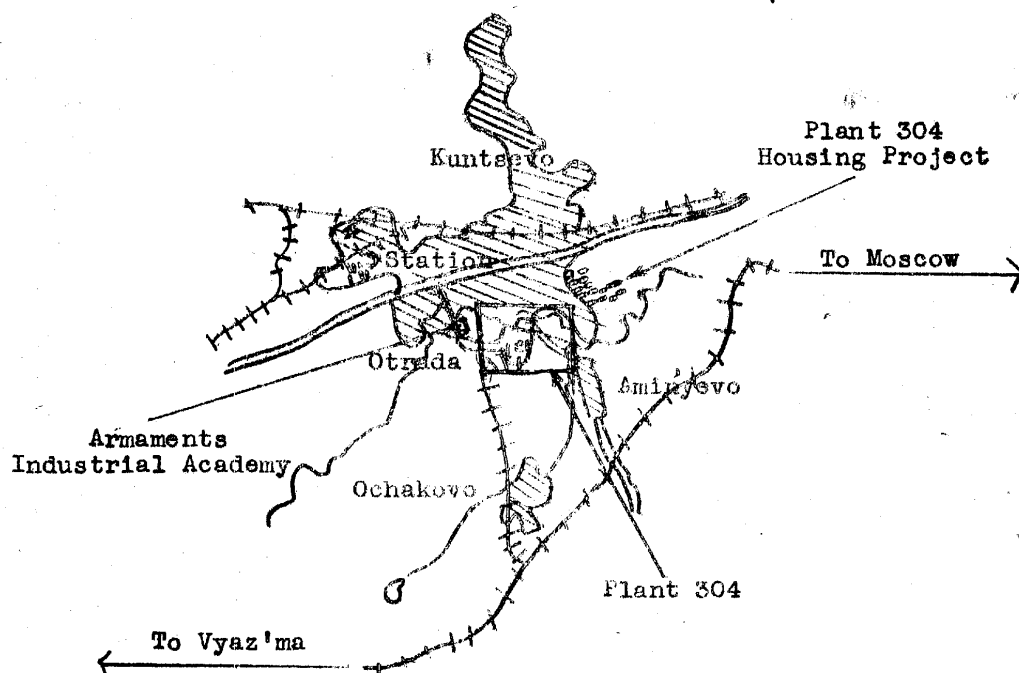 Plant 304
Housing Project
Kuntsevo
Station
To Moscow
Otrada
Aminyevo
Armaments
Industrial Academy
Ochakovo
Plant 304
To Vyaz'ma